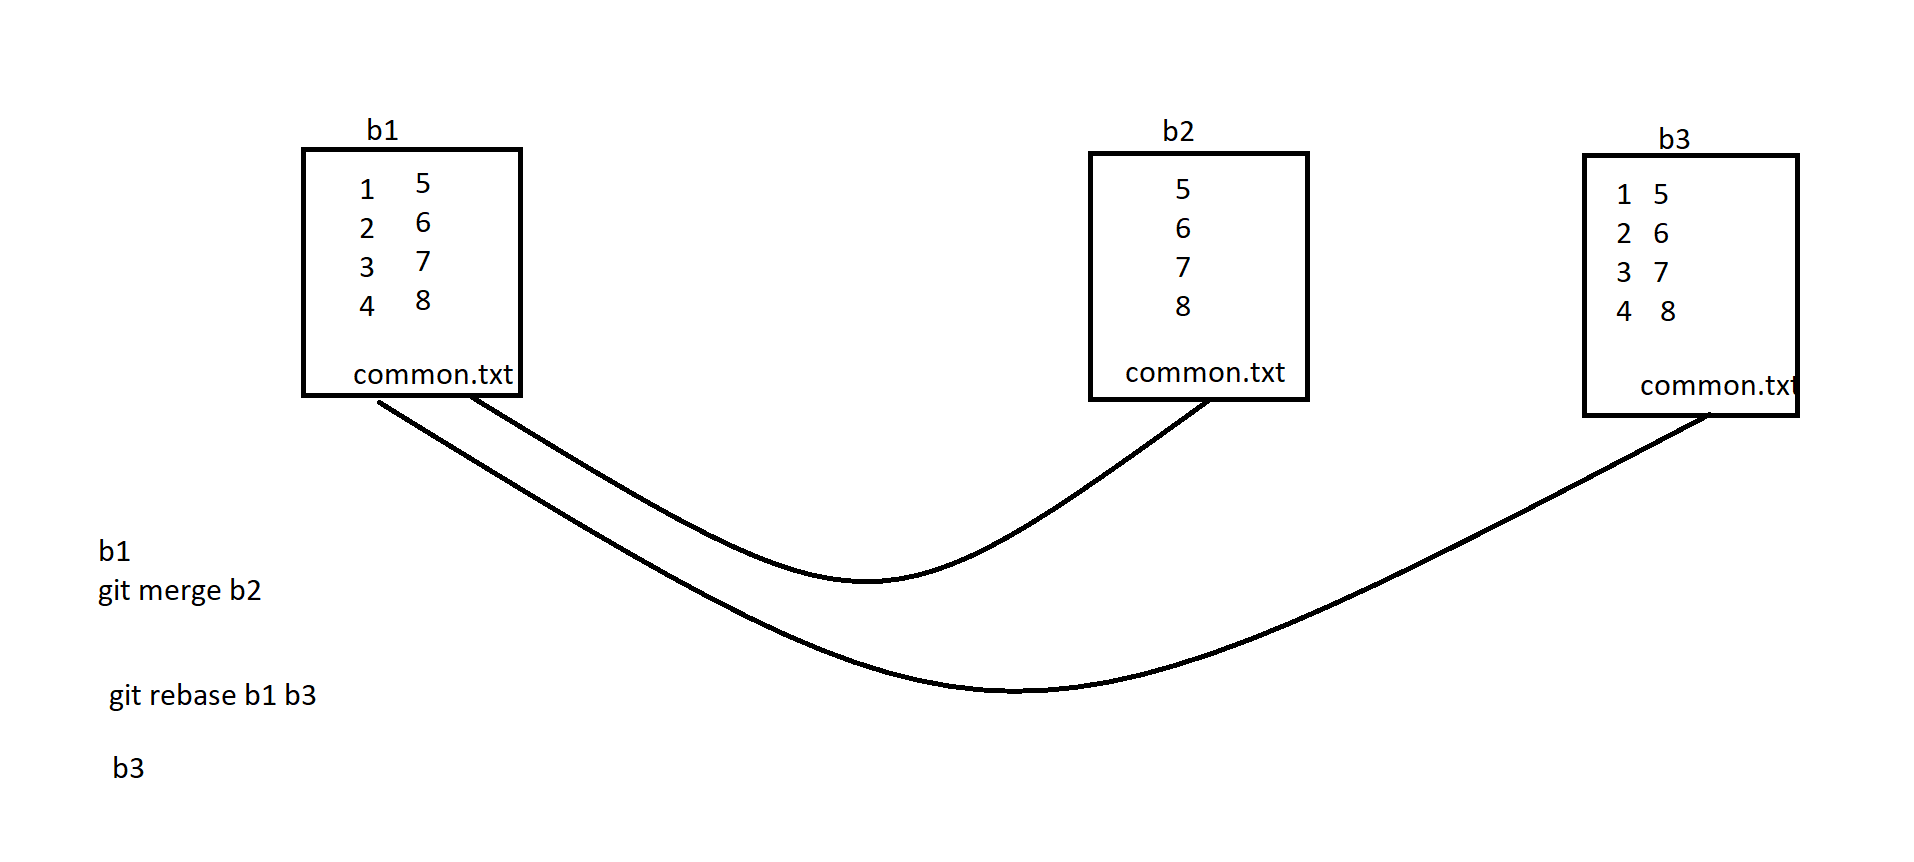 b1
1 5
2 6
3 7
4 8
common.txt
b2
5
6
7
8
common.txt
b3
1 5
2 6
3 7
4 8
common.txt
b1
git merge b2
git rebase b1 b3
b3